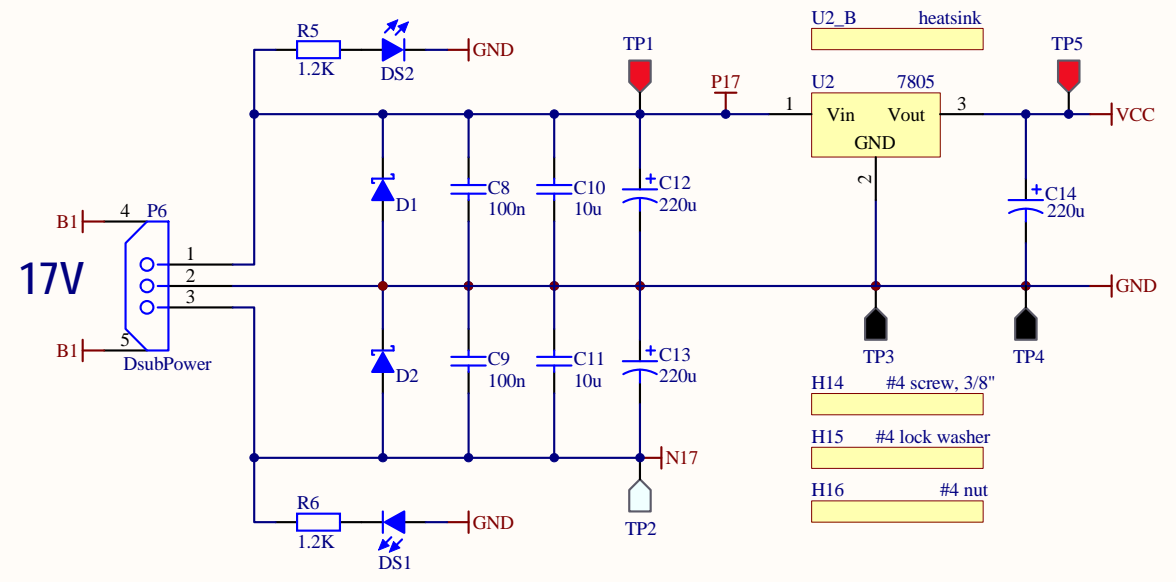 U2_B heatsink
R5
GND
1.2K
DS2
TP1
P17
TP5
U2 7805
1 3
Vin Vout
GND
VCC
2
C8
100n
C10
10u
C12
220u
D1
C14
220u
B1 4 P6
17V
1
2
3
GND
B1 5
DsubPower
TP3
TP4
C9
100n
C11
10u
C13
220u
D2
H14 #4 screw, 3/8"
H15 #4 lock washer
N17
H16 #4 nut
R6
GND
1.2K
DS1
TP2
+
+
+